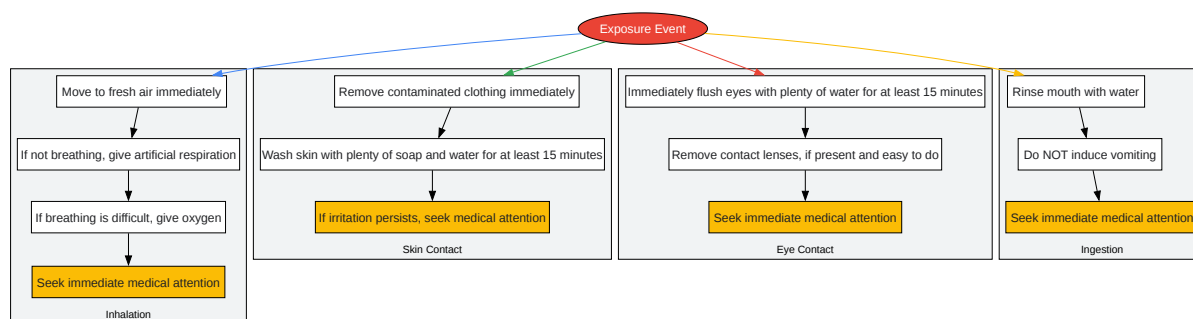 Exposure Event
Move to fresh air immediately
If not breathing, give artificial respiration
If breathing is difficult, give oxygen
Seek immediate medical attention
Inhalation
Remove contaminated clothing immediately
Wash skin with plenty of soap and water for at least 15 minutes
If irritation persists, seek medical attention
Skin Contact
Immediately flush eyes with plenty of water for at least 15 minutes
Remove contact lenses, if present and easy to do
Seek immediate medical attention
Eye Contact
Rinse mouth with water
Do NOT induce vomiting
Seek immediate medical attention
Ingestion